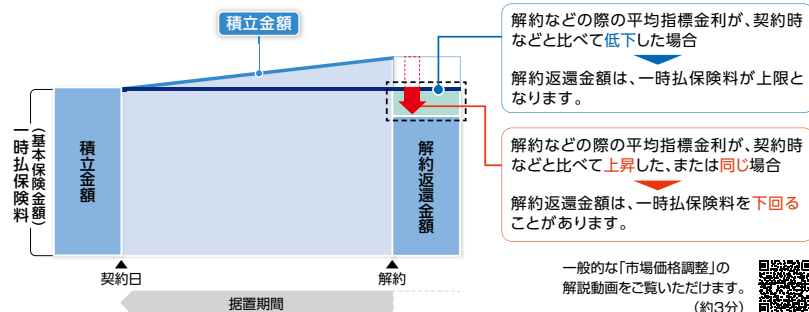 積立金額
解約などの際の平均指標金利が、契約時
などと比べて低下した場合
解約返還金額は、一時払保険料が上限と
なります。
解約などの際の平均指標金利が、契約時
などと比べて上昇した、または同じ場合
解約返還金額は、一時払保険料を下回る
ことがあります。
一時払保険料
(基本保険金額)
積立金額
解約返還金額
契約日
解約
据置期間
一般的な「市場価格調整」の
解説動画をご覧いただけます。
(約3分)